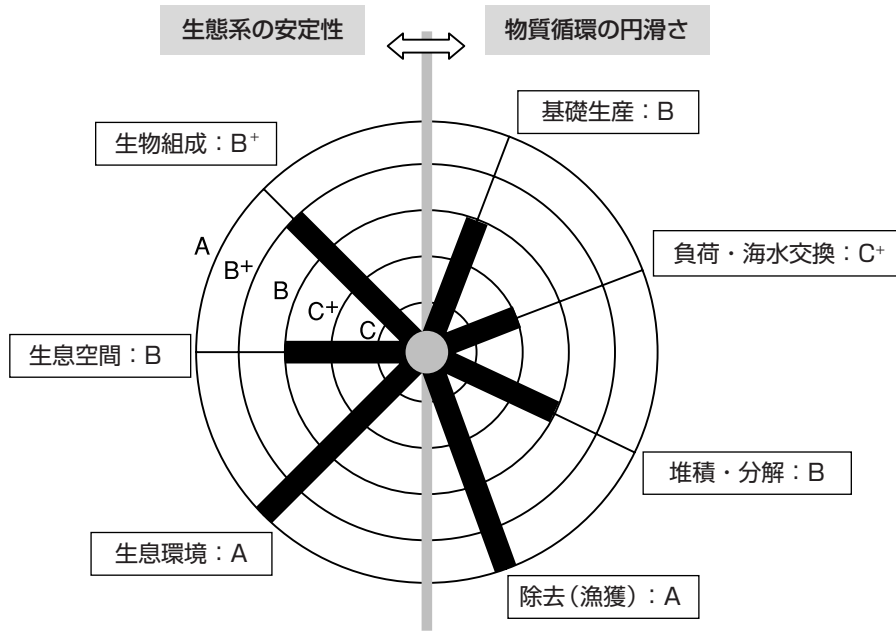 生態系の安定性
物質循環の円滑さ
基礎生産：B
生物組成：B⁺
負荷・海水交換：C⁺
A
B⁺
B
C⁺
C
生息空間：B
堆積・分解：B
生息環境：A
除去（漁獲）：A